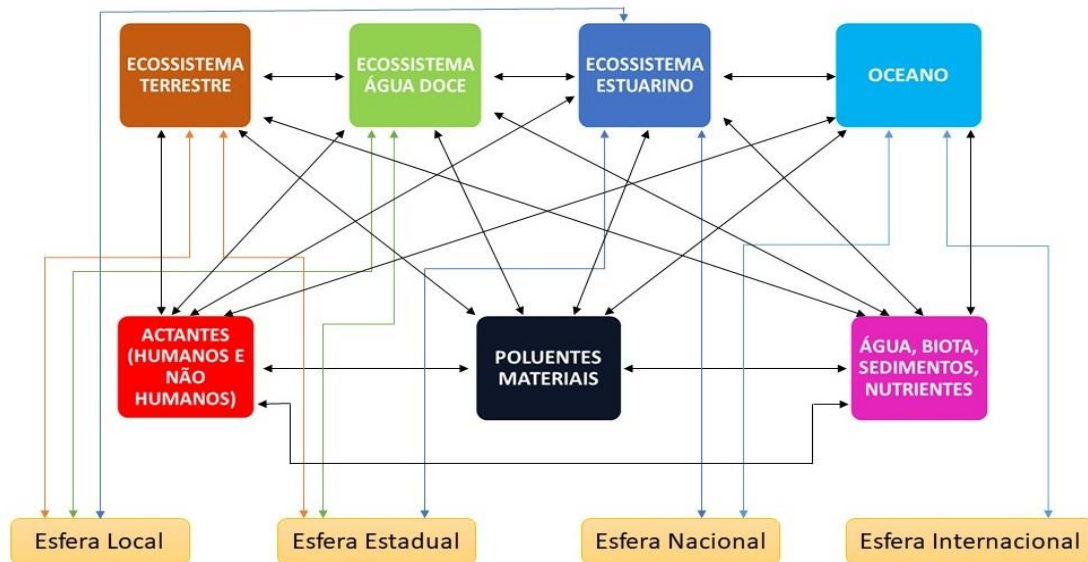 ECOSSISTEMA
TERRESTRE
ECOSSISTEMA
ÁGUA DOCE
ECOSSISTEMA
ESTUARINO
OCEANO
ACTANTES
(HUMANOS E
NÃO
HUMANOS)
POLUENTES
MATERIAIS
ÁGUA, BIOTA,
SEDIMENTOS,
NUTRIENTES
Esfera Local
Esfera Estadual
Esfera Nacional
Esfera Internacional